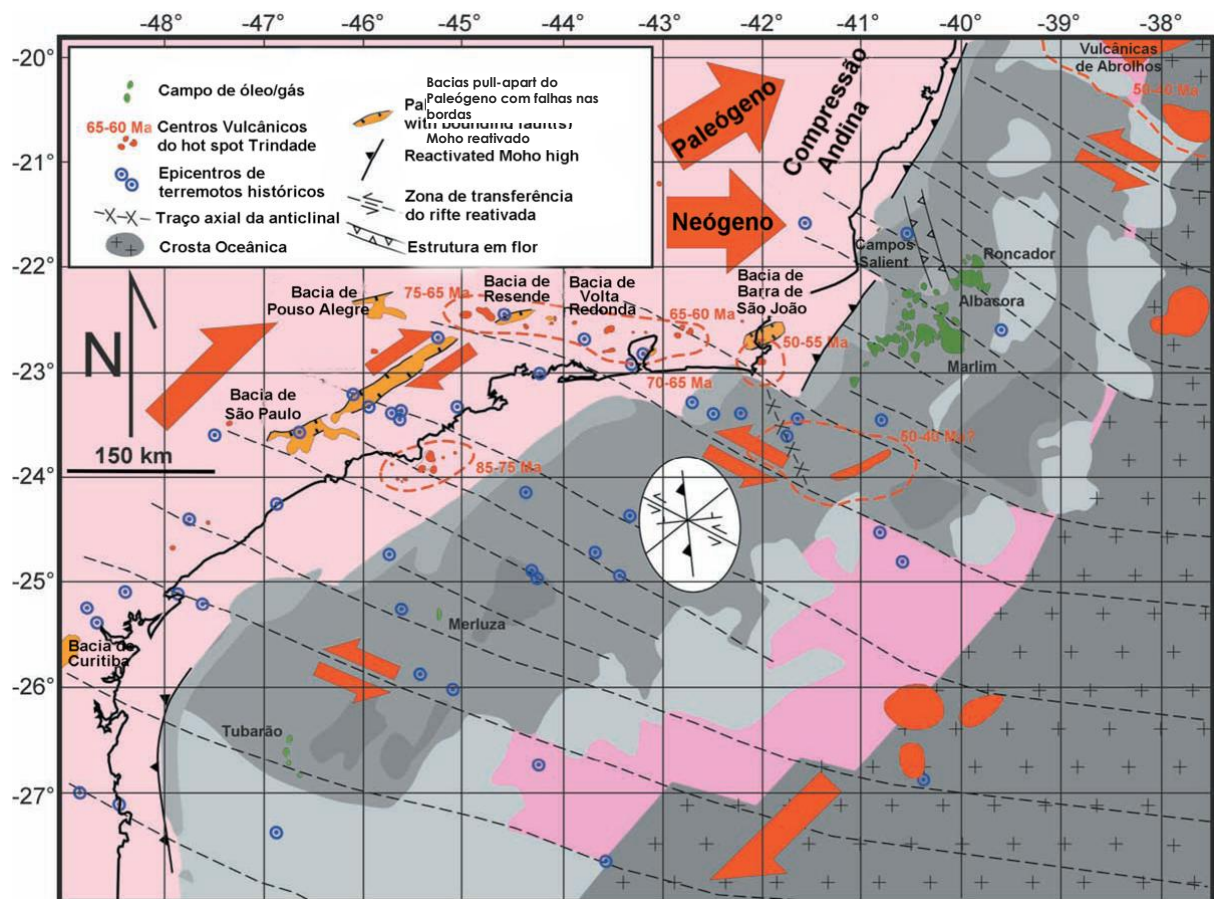 -48° -47° -46° -45° -44° -43° -42° -41° -40° -39° -38°
-20°
-21°
-22°
-23°
-24°
-25°
-26°
-27°
Campo de óleo/gás
65-60 Ma Centros Vulcânicos
do hot spot Trindade
Epicentros de
terremotos históricos
Traço axial da anticlinal
Crosta Oceânica
Bacias pull-apart do
Paleógeno com falhas nas
bordas
with bounding faults)
Moho reativado
Reactivated Moho high
Zona de transferência
do rifte reativada
Estrutura em flor
Paleógeno
Neógeno
Compressão
Andina
Vulcânicas
de Abrolhos
50-40 Ma
Campos
Salient
Roncador
Albasora
Marlim
N
150 km
Bacia de
Pouso Alegre
75-65 Ma
Bacia de
Resende
Bacia de
Volta
Redonda
65-60 Ma
Bacia de
Barra de
São João
50-55 Ma
70-65 Ma
Bacia de
São Paulo
85-75 Ma
50-40 Ma?
Merluza
Bacia de
Curitiba
Tubarão